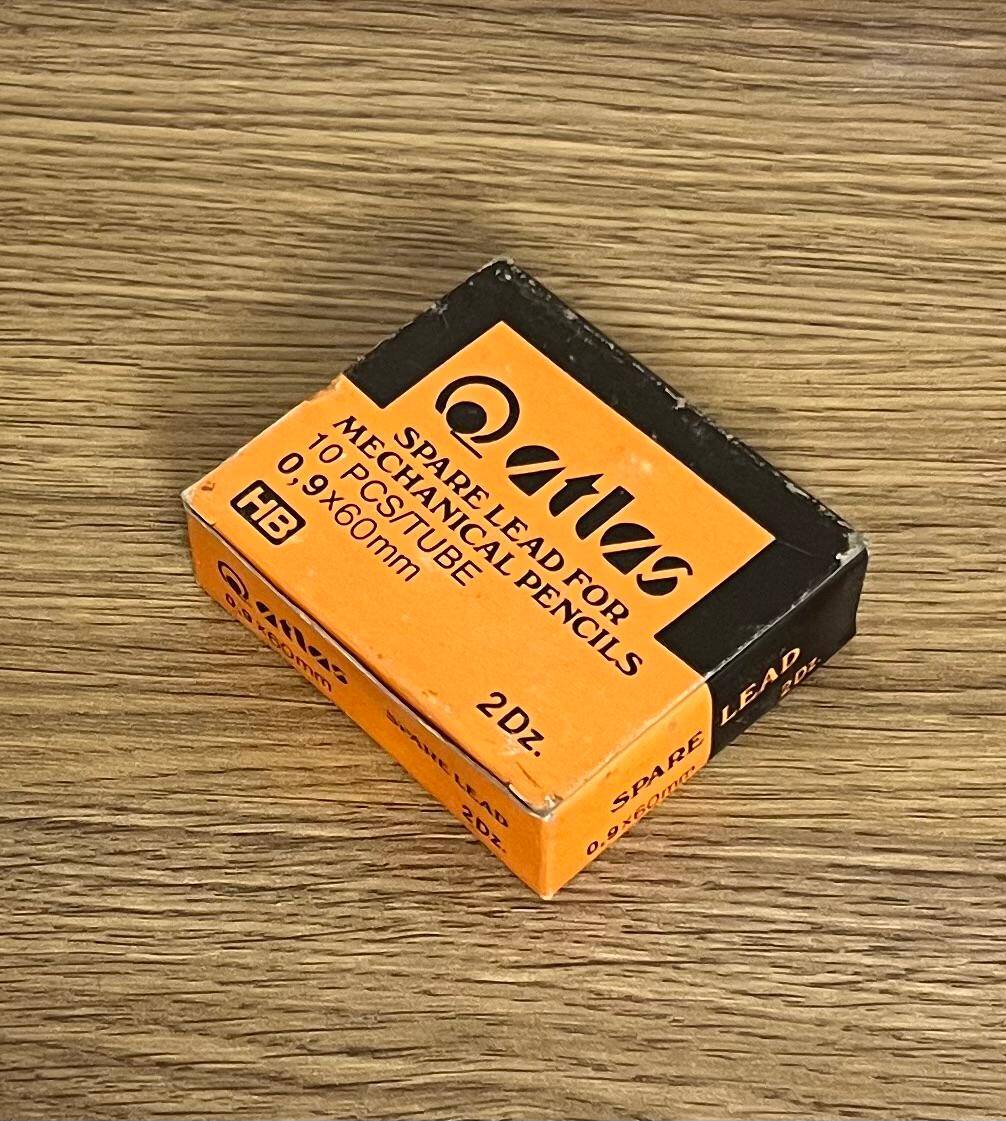 atlas
SPARE LEAD FOR
MECHANICAL PENCILS
10 PCS/TUBE
0,9x60mm
HB
2Dz.
atlas
0.9x60mm
SPARE LEAD
2Dz.
SPARE LEAD
0.9x60mm 2Dz.